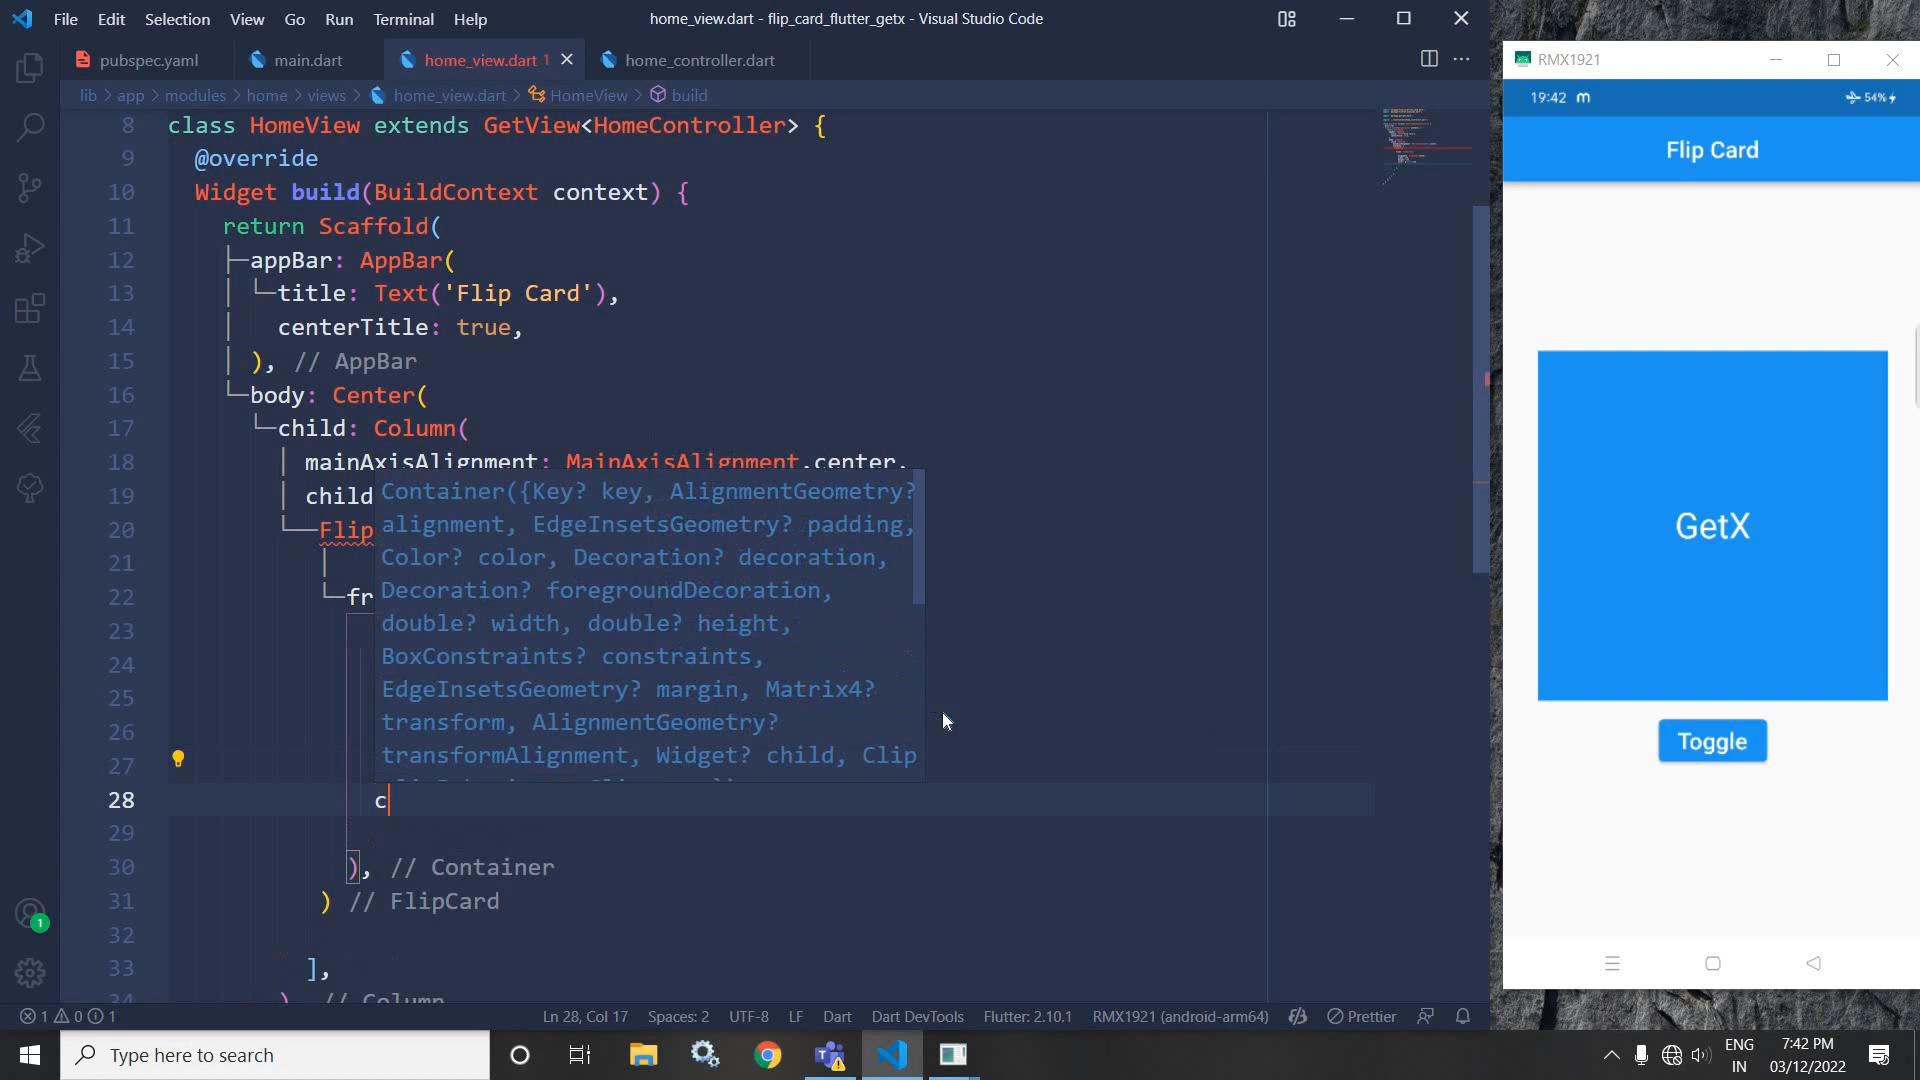 File Edit Selection View Go Run Terminal Help
home_view.dart - flip_card_flutter_getx - Visual Studio Code
pubspec.yaml
main.dart
home_view.dart 1
home_controller.dart
lib > app > modules > home > views > home_view.dart > HomeView > build
8 class HomeView extends GetView<HomeController> {
9 @override
10 Widget build(BuildContext context) {
11 return Scaffold(
12 appBar: AppBar(
13 title: Text('Flip Card'),
14 centerTitle: true,
15 ), // AppBar
16 body: Center(
17 child: Column(
18 mainAxisAlignment: MainAxisAlignment.center,
19 child
20 Flip
21
22 fr
23
24
25
26
27
28 c
29
30 ), // Container
31 ) // FlipCard
32
33 ],
34 ), // Column
Container({Key? key, AlignmentGeometry?
alignment, EdgeInsetsGeometry? padding,
Color? color, Decoration? decoration,
Decoration? foregroundDecoration,
double? width, double? height,
BoxConstraints? constraints,
EdgeInsetsGeometry? margin, Matrix4?
transform, AlignmentGeometry?
transformAlignment, Widget? child, Clip
1
1 0 1
Ln 28, Col 17 Spaces: 2 UTF-8 LF Dart Dart DevTools Flutter: 2.10.1 RMX1921 (android-arm64) Prettier
Type here to search
ENG
IN
7:42 PM
03/12/2022
RMX1921
19:42 m
54%
Flip Card
GetX
Toggle